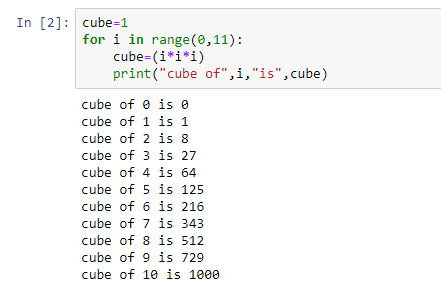 In [2]: cube=1
for i in range(0,11):
    cube=(i*i*i)
    print("cube of",i,"is",cube)
cube of 0 is 0
cube of 1 is 1
cube of 2 is 8
cube of 3 is 27
cube of 4 is 64
cube of 5 is 125
cube of 6 is 216
cube of 7 is 343
cube of 8 is 512
cube of 9 is 729
cube of 10 is 1000